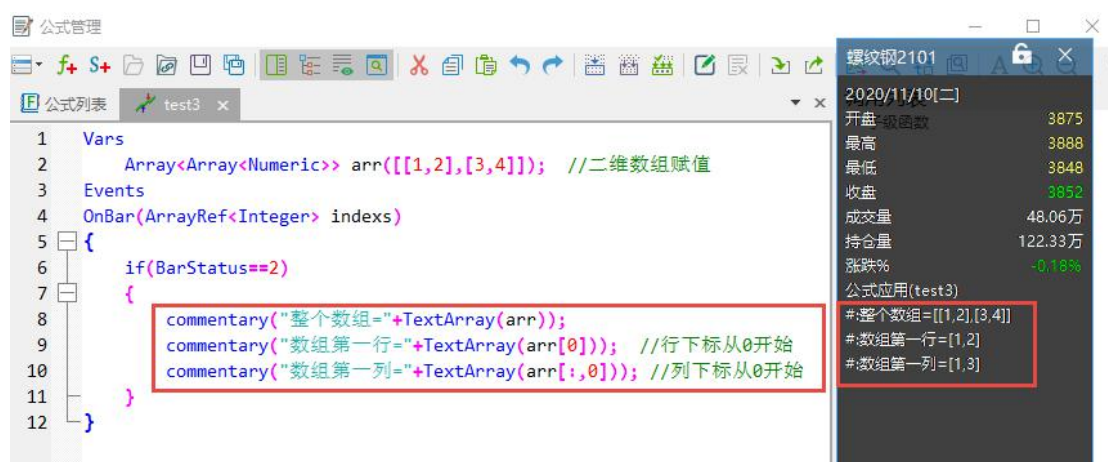 公式管理
公式列表 test3
1 Vars
2 Array<Array<Numeric>> arr([[1,2],[3,4]]); //二维数组赋值
3 Events
4 OnBar(ArrayRef<Integer> indexs)
5 {
6 if(BarStatus==2)
7 {
8 commentary("整个数组="+TextArray(arr));
9 commentary("数组第一行="+TextArray(arr[0])); //行下标从0开始
10 commentary("数组第一列="+TextArray(arr[:,0])); //列下标从0开始
11 }
12 }
螺纹钢2101
2020/11/10[二]
开盘 3875
最高 3888
最低 3848
收盘 3852
成交量 48.06万
持仓量 122.33万
涨跌% -0.18%
公式应用(test3)
#:整个数组=[[1,2],[3,4]]
#:数组第一行=[1,2]
#:数组第一列=[1,3]